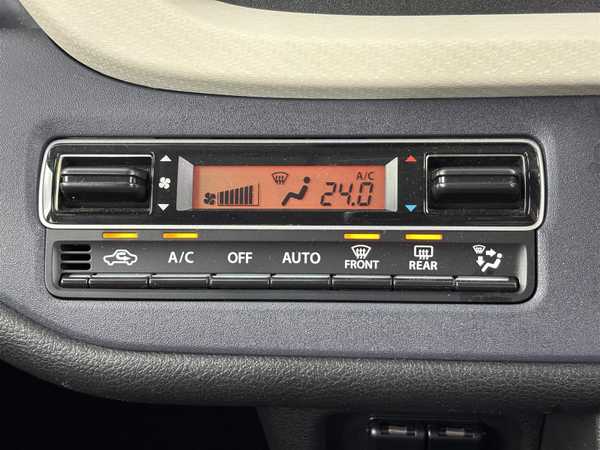 A/C
24.0
A/C
OFF
AUTO
FRONT
REAR